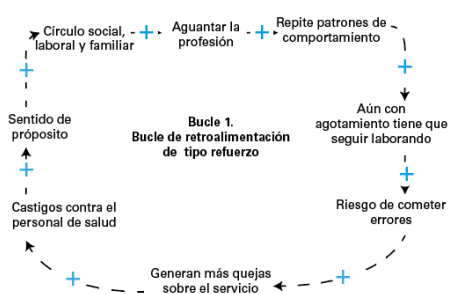 Círculo social,
laboral y familiar
Aguantar la
profesión
Repite patrones de
comportamiento
Aún con
agotamiento tiene que
seguir laborando
Riesgo de cometer
errores
Generan más quejas
sobre el servicio
Castigos contra el
personal de salud
Sentido de
próposito
Bucle 1.
Bucle de retroalimentación
de tipo refuerzo
+
+
+
+
+
+
+
+